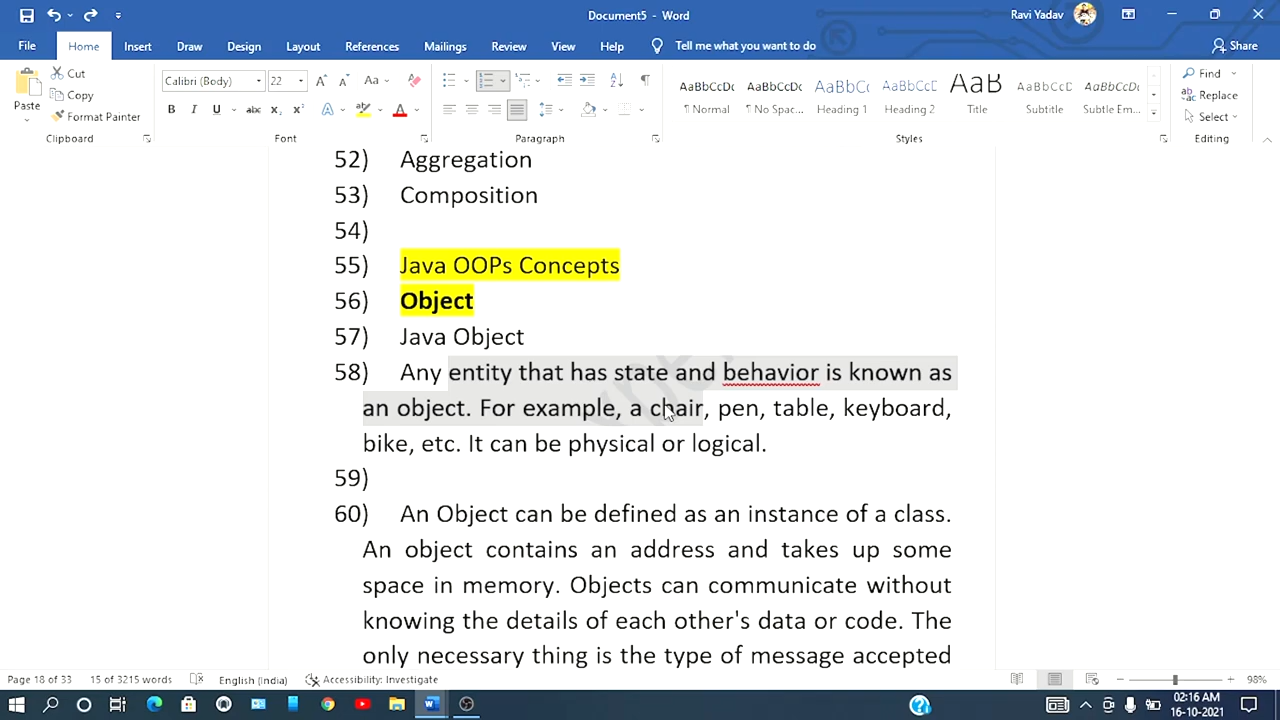 Document5 - Word
Ravi Yadav
File Home Insert Draw Design Layout References Mailings Review View Help Tell me what you want to do Share
Paste
Cut
Copy
Format Painter
Clipboard
Calibri (Body) 22
Font
Paragraph
AaBbCcDc AaBbCcDc AaBbCc AaBbCcC AaB AaBbCcD AaBbCcDc
¶ Normal ¶ No Spac... Heading 1 Heading 2 Title Subtitle Subtle Em...
Styles
Find
Replace
Select
Editing
52) Aggregation
53) Composition
54)
55) Java OOPs Concepts
56) Object
57) Java Object
58) Any entity that has state and behavior is known as
an object. For example, a chair, pen, table, keyboard,
bike, etc. It can be physical or logical.
59)
60) An Object can be defined as an instance of a class.
An object contains an address and takes up some
space in memory. Objects can communicate without
knowing the details of each other's data or code. The
only necessary thing is the type of message accepted
Page 18 of 33 15 of 3215 words English (India) Accessibility: Investigate 98%
02:16 AM
16-10-2021